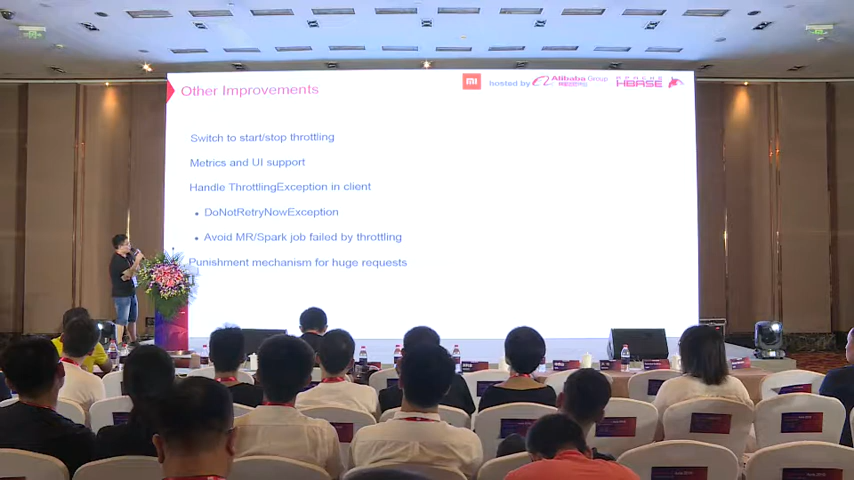 Other Improvements
mi
hosted by
Alibaba Group
APACHE
HBASE
Switch to start/stop throttling
Metrics and UI support
Handle ThrottlingException in client
• DoNotRetryNowException
• Avoid MR/Spark job failed by throttling
Punishment mechanism for huge requests